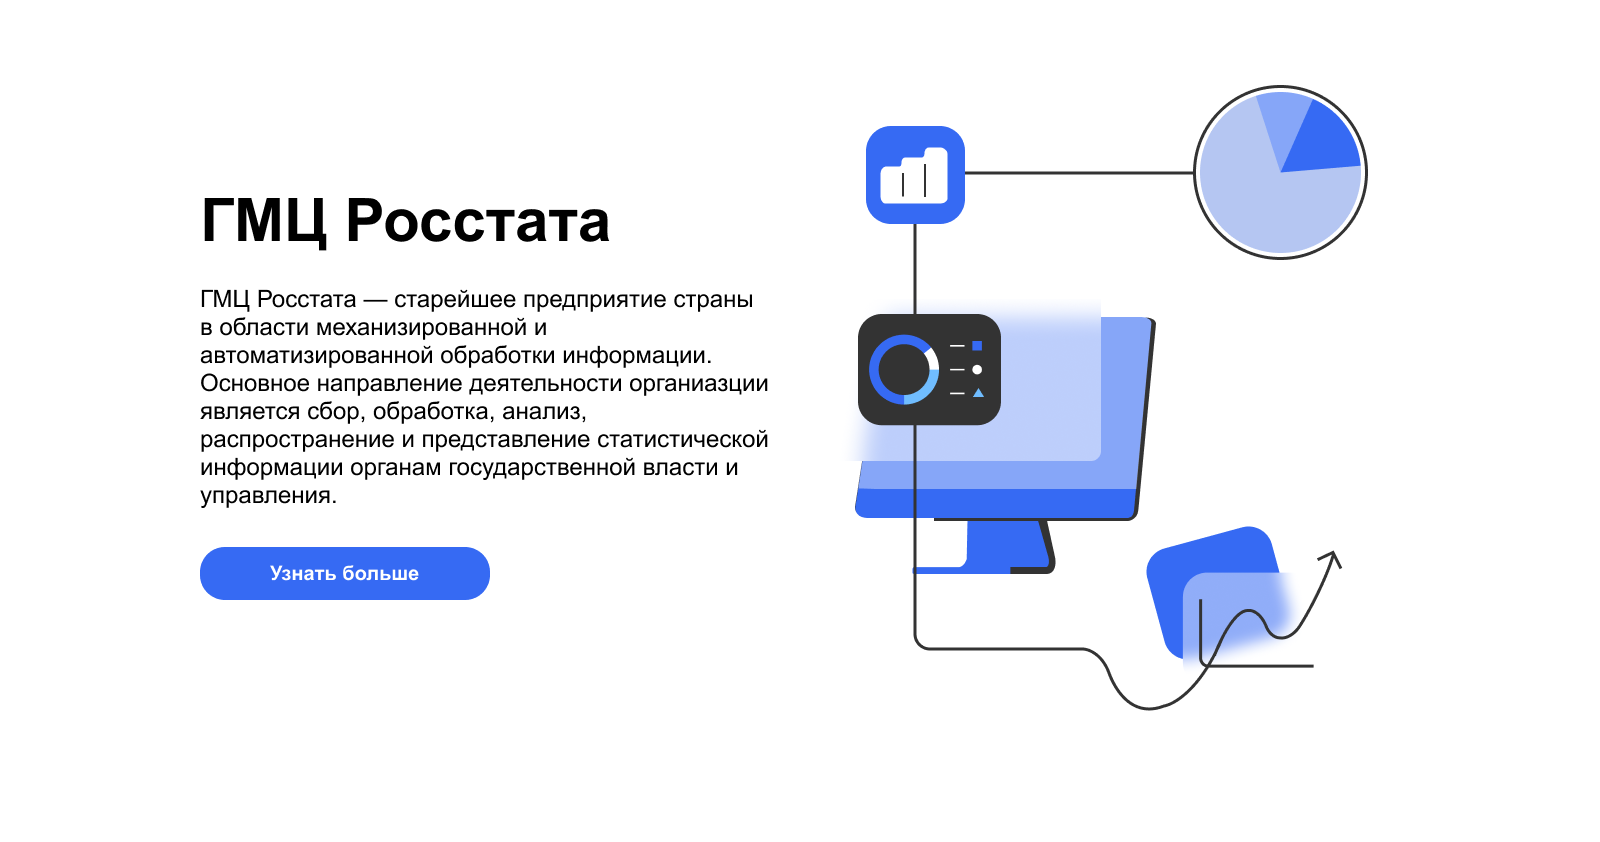 ГМЦ Росстата
ГМЦ Росстата — старейшее предприятие страны
в области механизированной и
автоматизированной обработки информации.
Основное направление деятельности органиазции
является сбор, обработка, анализ,
распространение и представление статистической
информации органам государственной власти и
управления.
Узнать больше